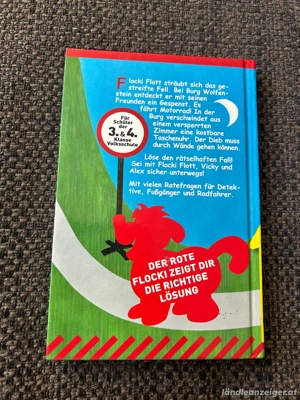 Flocki Flott sträubt sich das ge-
streifte Fell. Bei Burg Wolfen-
stein entdeckt er mit seinen
Freunden ein Gespenst. Es
fährt Motorrad! In der
Burg verschwindet aus
einem versperrten
Zimmer eine kostbare
Taschenuhr. Der Dieb muss
durch Wände gehen können.
Löse den rätselhaften Fall!
Sei mit Flocki Flott, Vicky und
Alex sicher unterwegs!
Mit vielen Ratefragen für Detek-
tive, Fußgänger und Radfahrer.
Für
Schüler
der
3. & 4.
Klasse
Volksschule
DER ROTE
FLOCKI ZEIGT DIR
DIE RICHTIGE
LÖSUNG
ländleanzeiger.at